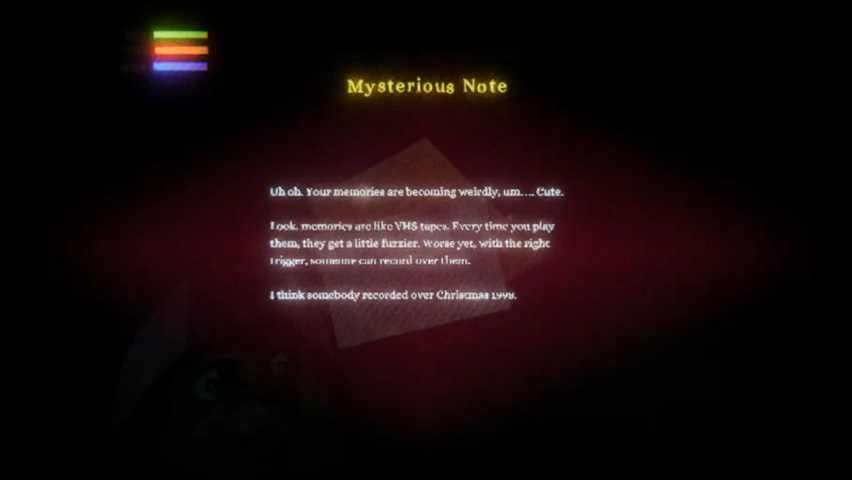 Mysterious Note
Uh oh. Your memories are becoming weirdly, um.... Cute.
Look, memories are like VHS tapes. Every time you play
them, they get a little fuzzier. Worse yet, with the right
trigger, someone can record over them.
I think somebody recorded over Christmas 1998.